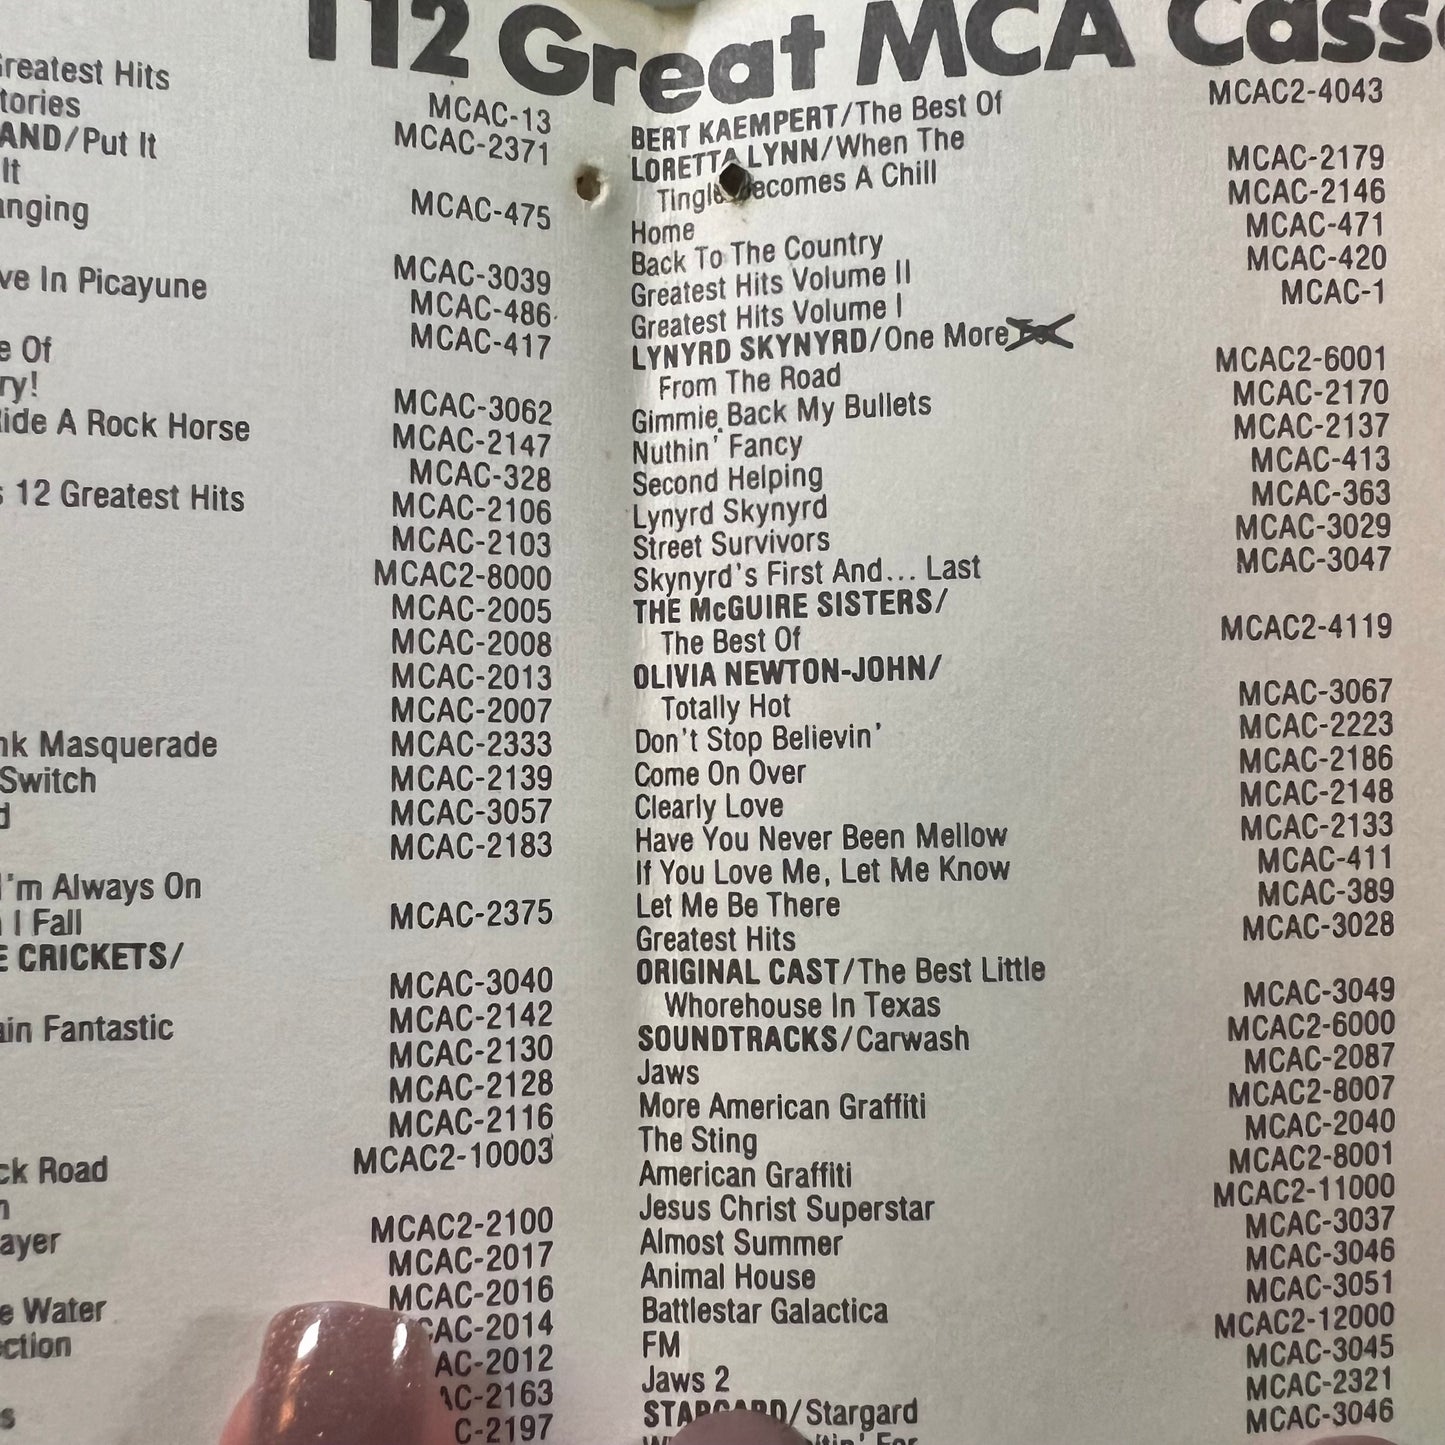 112 Great MCA
Greatest Hits
tories
MCAC-13
AND/Put It
MCAC-2371
It
anging
MCAC-475
ve In Picayune
MCAC-3039
MCAC-486
MCAC-417
e Of
ry!
MCAC-3062
Ride A Rock Horse
MCAC-2147
MCAC-328
s 12 Greatest Hits
MCAC-2106
MCAC-2103
MCAC2-8000
MCAC-2005
MCAC-2008
MCAC-2013
MCAC-2007
nk Masquerade
MCAC-2333
Switch
MCAC-2139
d
MCAC-3057
MCAC-2183
I'm Always On
I Fall
MCAC-2375
E CRICKETS/
MCAC-3040
MCAC-2142
ain Fantastic
MCAC-2130
MCAC-2128
MCAC-2116
ck Road
MCAC2-10003
n
ayer
MCAC2-2100
MCAC-2017
e Water
MCAC-2016
ction
CAC-2014
AC-2012
AC-2163
s
C-2197
BERT KAEMPERT/The Best Of
MCAC2-4043
LORETTA LYNN/When The
Tingle Becomes A Chill
MCAC-2179
Home
MCAC-2146
Back To The Country
MCAC-471
Greatest Hits Volume II
MCAC-420
Greatest Hits Volume I
MCAC-1
LYNYRD SKYNYRD/One More
From The Road
MCAC2-6001
Gimmie Back My Bullets
MCAC-2170
Nuthin' Fancy
MCAC-2137
Second Helping
MCAC-413
Lynyrd Skynyrd
MCAC-363
Street Survivors
MCAC-3029
Skynyrd's First And... Last
MCAC-3047
THE McGUIRE SISTERS/
The Best Of
MCAC2-4119
OLIVIA NEWTON-JOHN/
Totally Hot
MCAC-3067
Don't Stop Believin'
MCAC-2223
Come On Over
MCAC-2186
Clearly Love
MCAC-2148
Have You Never Been Mellow
MCAC-2133
If You Love Me, Let Me Know
MCAC-411
Let Me Be There
MCAC-389
Greatest Hits
MCAC-3028
ORIGINAL CAST/The Best Little
Whorehouse In Texas
MCAC-3049
SOUNDTRACKS/Carwash
MCAC2-6000
Jaws
MCAC-2087
More American Graffiti
MCAC2-8007
The Sting
MCAC-2040
American Graffiti
MCAC2-8001
Jesus Christ Superstar
MCAC2-11000
Almost Summer
MCAC-3037
Animal House
MCAC-3046
Battlestar Galactica
MCAC-3051
FM
MCAC2-12000
Jaws 2
MCAC-3045
STARGARD/Stargard
MCAC-2321
For
MCAC-3046